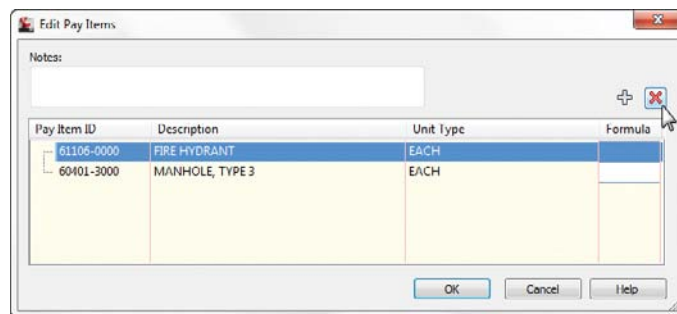 Edit Pay Items
Notes:
Pay Item ID Description Unit Type Formula
61106-0000 FIRE HYDRANT EACH
60401-3000 MANHOLE, TYPE 3 EACH
OK Cancel Help